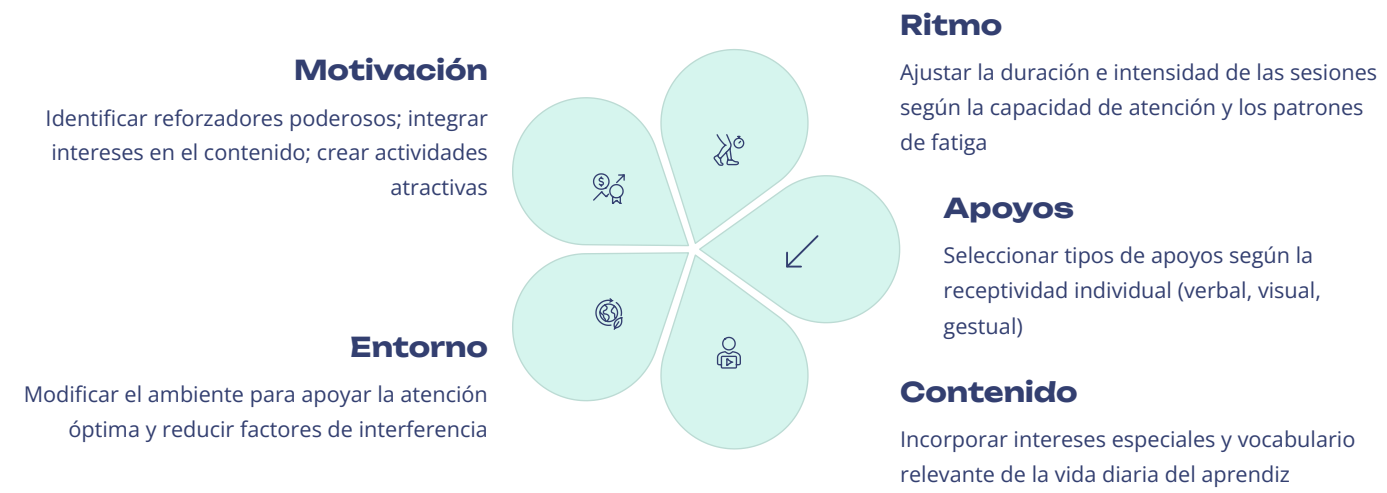 Motivación
Identificar reforzadores poderosos; integrar
intereses en el contenido; crear actividades
atractivas
Ritmo
Ajustar la duración e intensidad de las sesiones
según la capacidad de atención y los patrones
de fatiga
Apoyos
Seleccionar tipos de apoyos según la
receptividad individual (verbal, visual,
gestual)
Entorno
Modificar el ambiente para apoyar la atención
óptima y reducir factores de interferencia
Contenido
Incorporar intereses especiales y vocabulario
relevante de la vida diaria del aprendiz